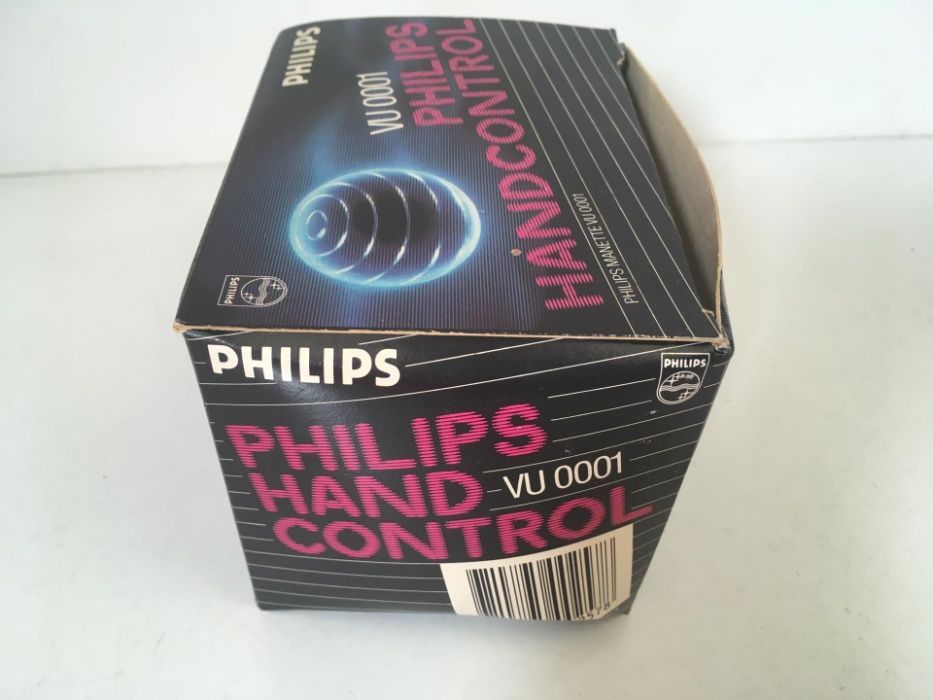 PHILIPS
VU 0001
PHILIPS
HANDCONTROL
PHILIPS MANETTE VU 0001
PHILIPS
PHILIPS
PHILIPS
PHILIPS
HAND VU 0001
CONTROL